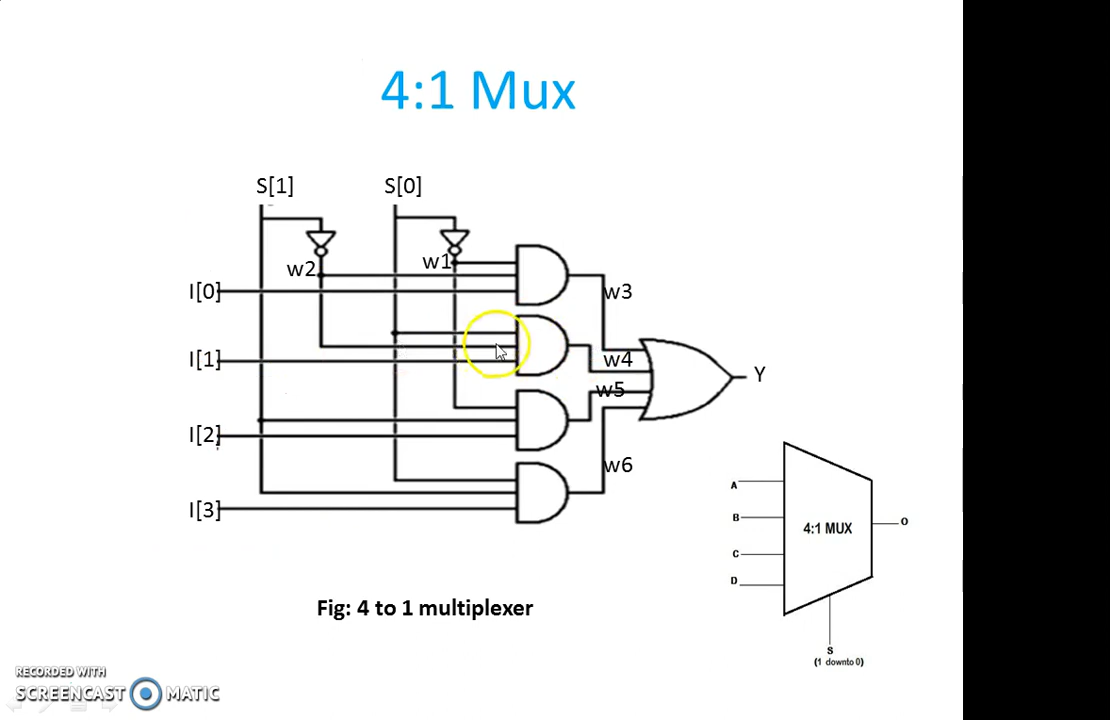 4:1 Mux
S[1] S[0]
w2 w1
I[0] w3
I[1] w4
w5
I[2]
w6
I[3]
Y
A
B
C
D
4:1 MUX
O
S
(1 downto 0)
Fig: 4 to 1 multiplexer
RECORDED WITH
SCREENCAST MATIC